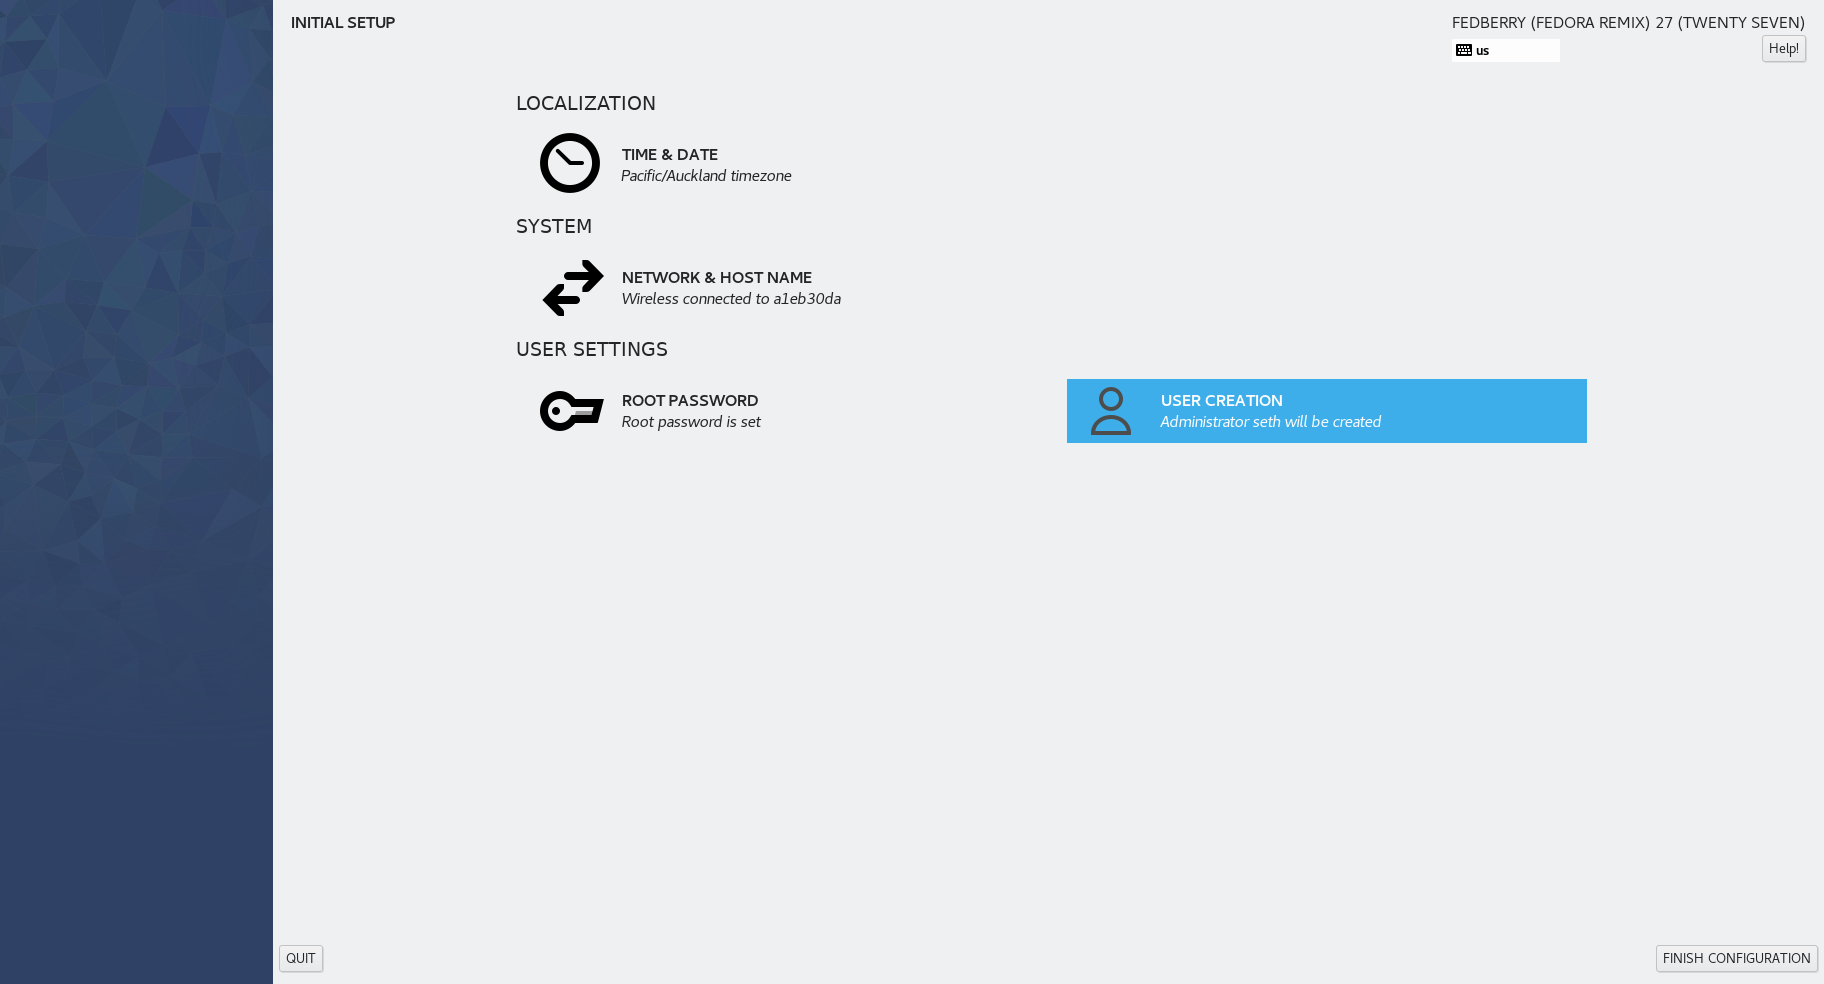 INITIAL SETUP
FEDBERRY (FEDORA REMIX) 27 (TWENTY SEVEN)
us
Help!
LOCALIZATION
TIME & DATE
Pacific/Auckland timezone
SYSTEM
NETWORK & HOST NAME
Wireless connected to a1eb30da
USER SETTINGS
ROOT PASSWORD
Root password is set
USER CREATION
Administrator seth will be created
QUIT
FINISH CONFIGURATION